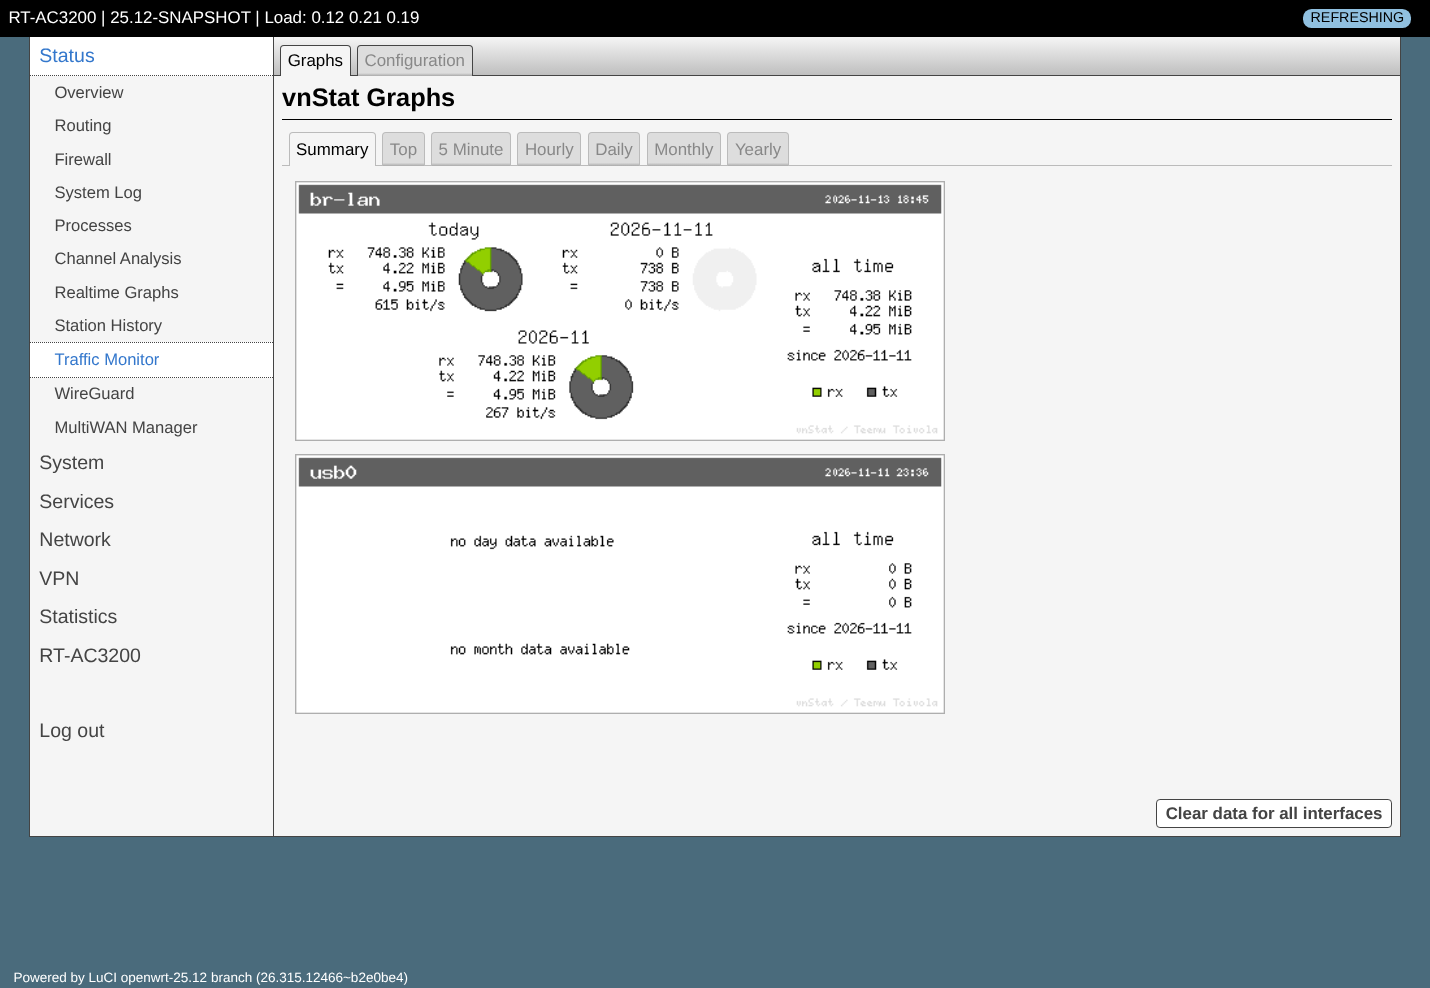 RT-AC3200 | 25.12-SNAPSHOT | Load: 0.12 0.21 0.19
REFRESHING
Status
Overview
Routing
Firewall
System Log
Processes
Channel Analysis
Realtime Graphs
Station History
Traffic Monitor
WireGuard
MultiWAN Manager
System
Services
Network
VPN
Statistics
RT-AC3200
Log out
Graphs Configuration
vnStat Graphs
Summary Top 5 Minute Hourly Daily Monthly Yearly
br-lan 2026-11-13 18:45
today
rx 748.38 KiB
tx 4.22 MiB
= 4.95 MiB
615 bit/s
2026-11-11
rx 0 B
tx 738 B
= 738 B
0 bit/s
2026-11
rx 748.38 KiB
tx 4.22 MiB
= 4.95 MiB
267 bit/s
all time
rx 748.38 KiB
tx 4.22 MiB
= 4.95 MiB
since 2026-11-11
rx tx
vnStat / Teemu Toivola
usb0 2026-11-11 23:36
no day data available
no month data available
all time
rx 0 B
tx 0 B
= 0 B
since 2026-11-11
rx tx
vnStat / Teemu Toivola
Clear data for all interfaces
Powered by LuCI openwrt-25.12 branch (26.315.12466~b2e0be4)